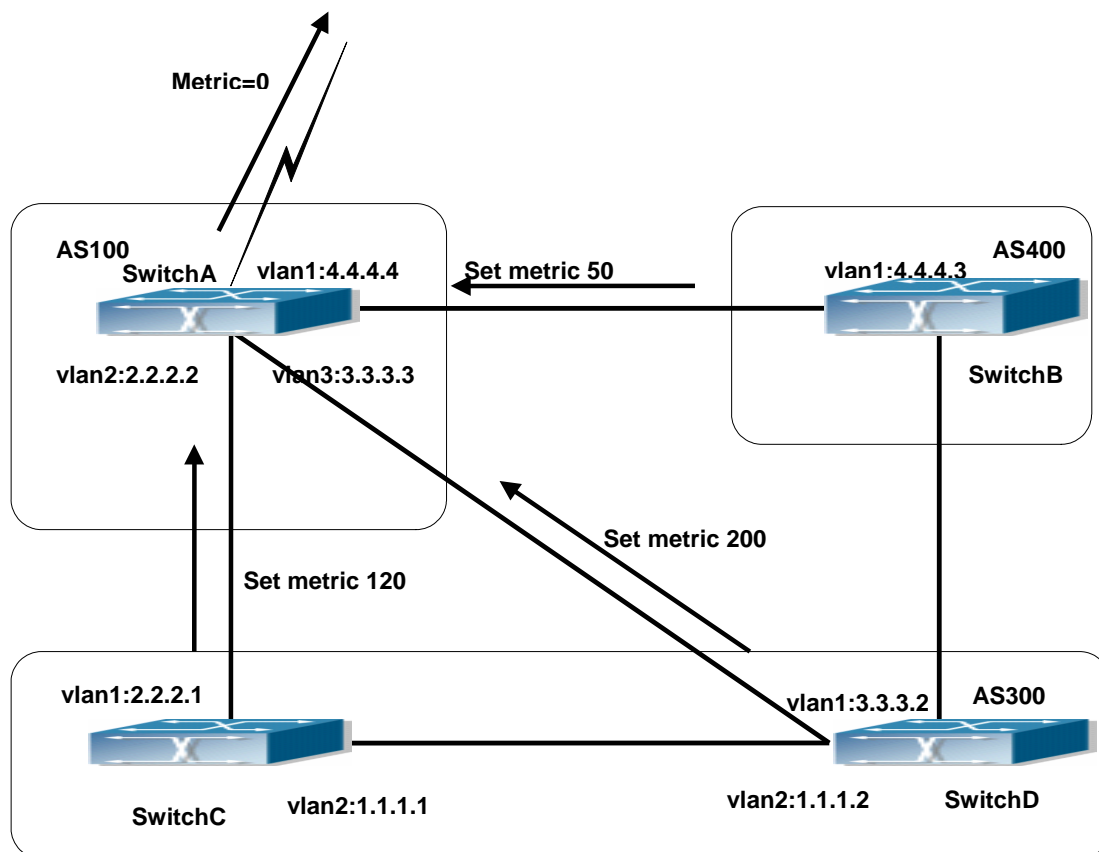 Metric=0
AS100
SwitchA
vlan1:4.4.4.4
Set metric 50
AS400
vlan1:4.4.4.3
vlan2:2.2.2.2
vlan3:3.3.3.3
SwitchB
Set metric 200
Set metric 120
vlan1:2.2.2.1
vlan1:3.3.3.2
AS300
vlan2:1.1.1.1
vlan2:1.1.1.2
SwitchC
SwitchD